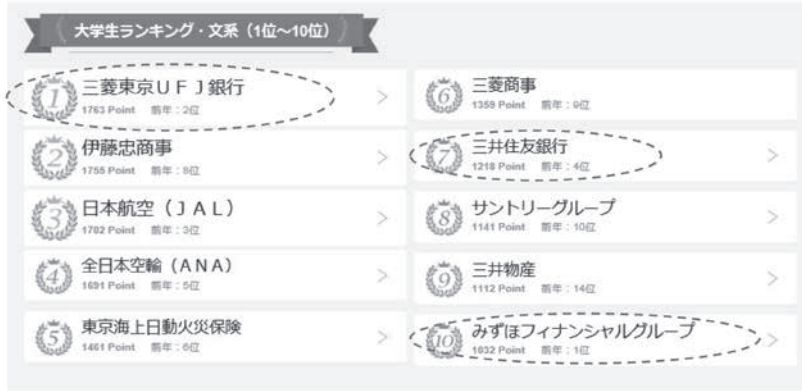 大学生ランキング・文系（1位～10位）
1
三菱東京ＵＦＪ銀行
1763 Point 前年：2位
2
伊藤忠商事
1755 Point 前年：8位
3
日本航空（ＪＡＬ）
1702 Point 前年：3位
4
全日本空輸（ＡＮＡ）
1691 Point 前年：5位
5
東京海上日動火災保険
1461 Point 前年：6位
6
三菱商事
1359 Point 前年：9位
7
三井住友銀行
1218 Point 前年：4位
8
サントリーグループ
1141 Point 前年：10位
9
三井物産
1112 Point 前年：14位
10
みずほフィナンシャルグループ
1032 Point 前年：1位